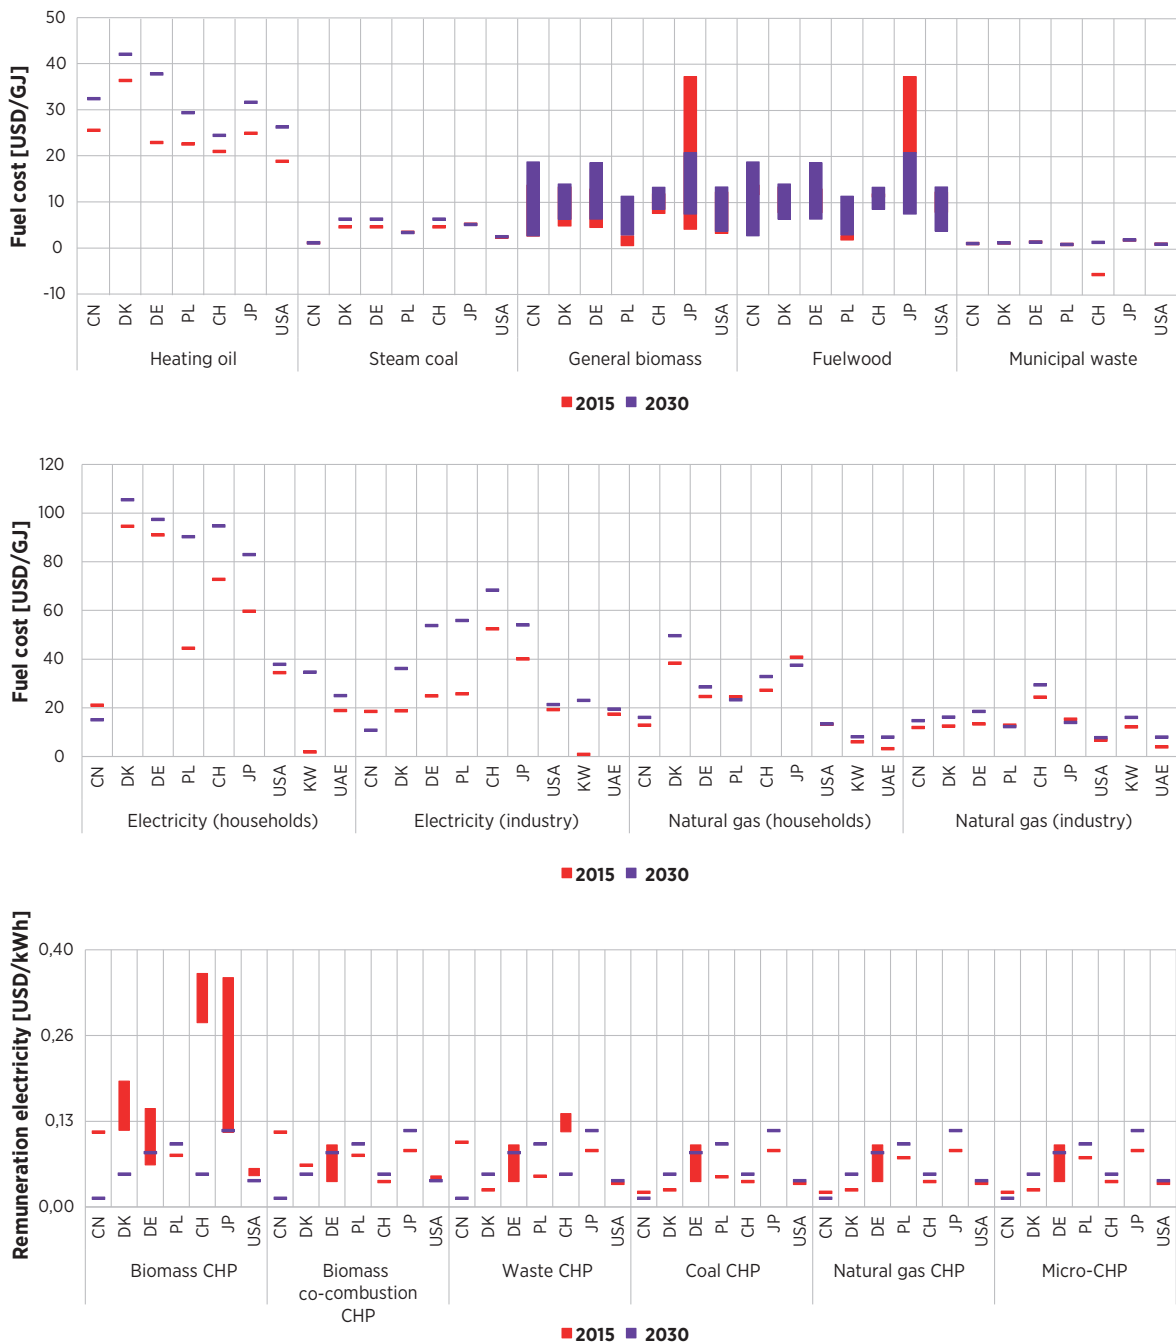 Fuel cost [USD/GJ]
50
40
30
20
10
0
-10
CN DK DE PL CH JP USA CN DK DE PL CH JP USA CN DK DE PL CH JP USA CN DK DE PL CH JP USA CN DK DE PL CH JP USA
Heating oil Steam coal General biomass Fuelwood Municipal waste
2015 2030
Fuel cost [USD/GJ]
120
100
80
60
40
20
0
CN DK DE PL CH JP USA KW UAE CN DK DE PL CH JP USA KW UAE CN DK DE PL CH JP USA KW UAE CN DK DE PL CH JP USA KW UAE
Electricity (households) Electricity (industry) Natural gas (households) Natural gas (industry)
2015 2030
Remuneration electricity [USD/kWh]
0,40
0,26
0,13
0,00
CN DK DE PL CH JP USA CN DK DE PL CH JP USA CN DK DE PL CH JP USA CN DK DE PL CH JP USA CN DK DE PL CH JP USA CN DK DE PL CH JP USA
Biomass CHP Biomass Waste CHP Coal CHP Natural gas CHP Micro-CHP
co-combustion
CHP
2015 2030